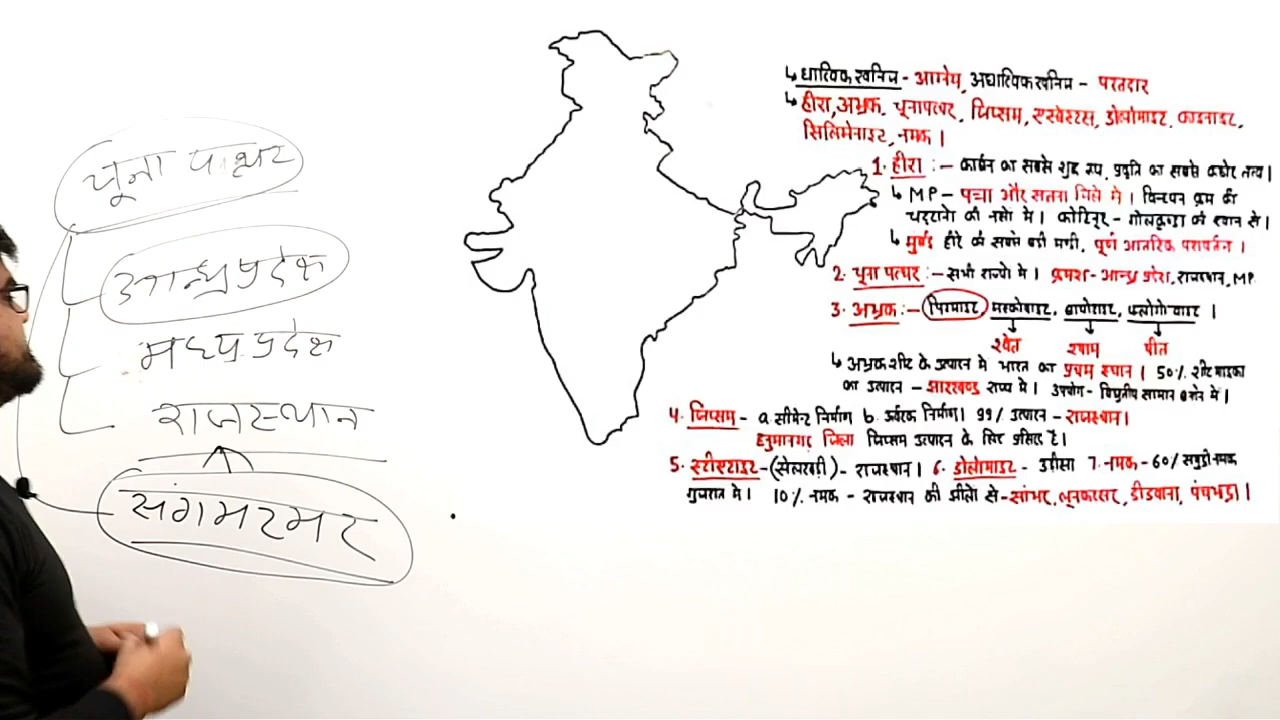 चूना पत्थर
आन्ध्रप्रदेश
मध्यप्रदेश
राजस्थान
संगमरमर
↳ धात्विक खनिज - आग्नेय, अधात्विक खनिज - परतदार
↳ हीरा, अभ्रक, चूनापत्थर, जिप्सम, एस्बेस्टस, डोलोमाइट, काइनाइट,
सिलिमेनाइट, नमक ।
1. हीरा :- कार्बन का सबसे शुद्ध रूप, प्रकृति का सबसे कठोर तत्व ।
↳ MP - पन्ना और सतना जिले में । विन्ध्यन क्रम की
चट्टानों की नसों में । कोहिनूर - गोलकुण्डा की खान से ।
↳ मुंबई हीरे की सबसे बड़ी मण्डी, पूर्ण आंतरिक परावर्तन ।
2. चूना पत्थर :- सभी राज्यो में । क्रमश - आन्ध्र प्रदेश, राजस्थान, MP
3. अभ्रक :- मस्कोवाइट, बायोटाइट, फ्लोगोपाइट ।
श्वेत श्याम पीत
↳ अभ्रक शीट के उत्पादन में भारत का प्रथम स्थान । 50% शीट माइका
का उत्पादन - झारखण्ड राज्य में । उपयोग - विधुतीय सामान बनाने में ।
4. जिप्सम - a. सीमेन्ट निर्माण b. उर्वरक निर्माण । 99% उत्पादन - राजस्थान ।
हनुमानगढ़ जिला जिप्सम उत्पादन के लिए प्रसिद्ध है ।
5. स्टीएटाइट - (सेलखड़ी) - राजस्थान । 6. डोलोमाइट - उड़ीसा 7. नमक - 60% समुद्री नमक
गुजरात में । 10% नमक - राजस्थान की झीलों से - सांभर, लूनकरसर, डीडवाना, पंचभद्रा ।